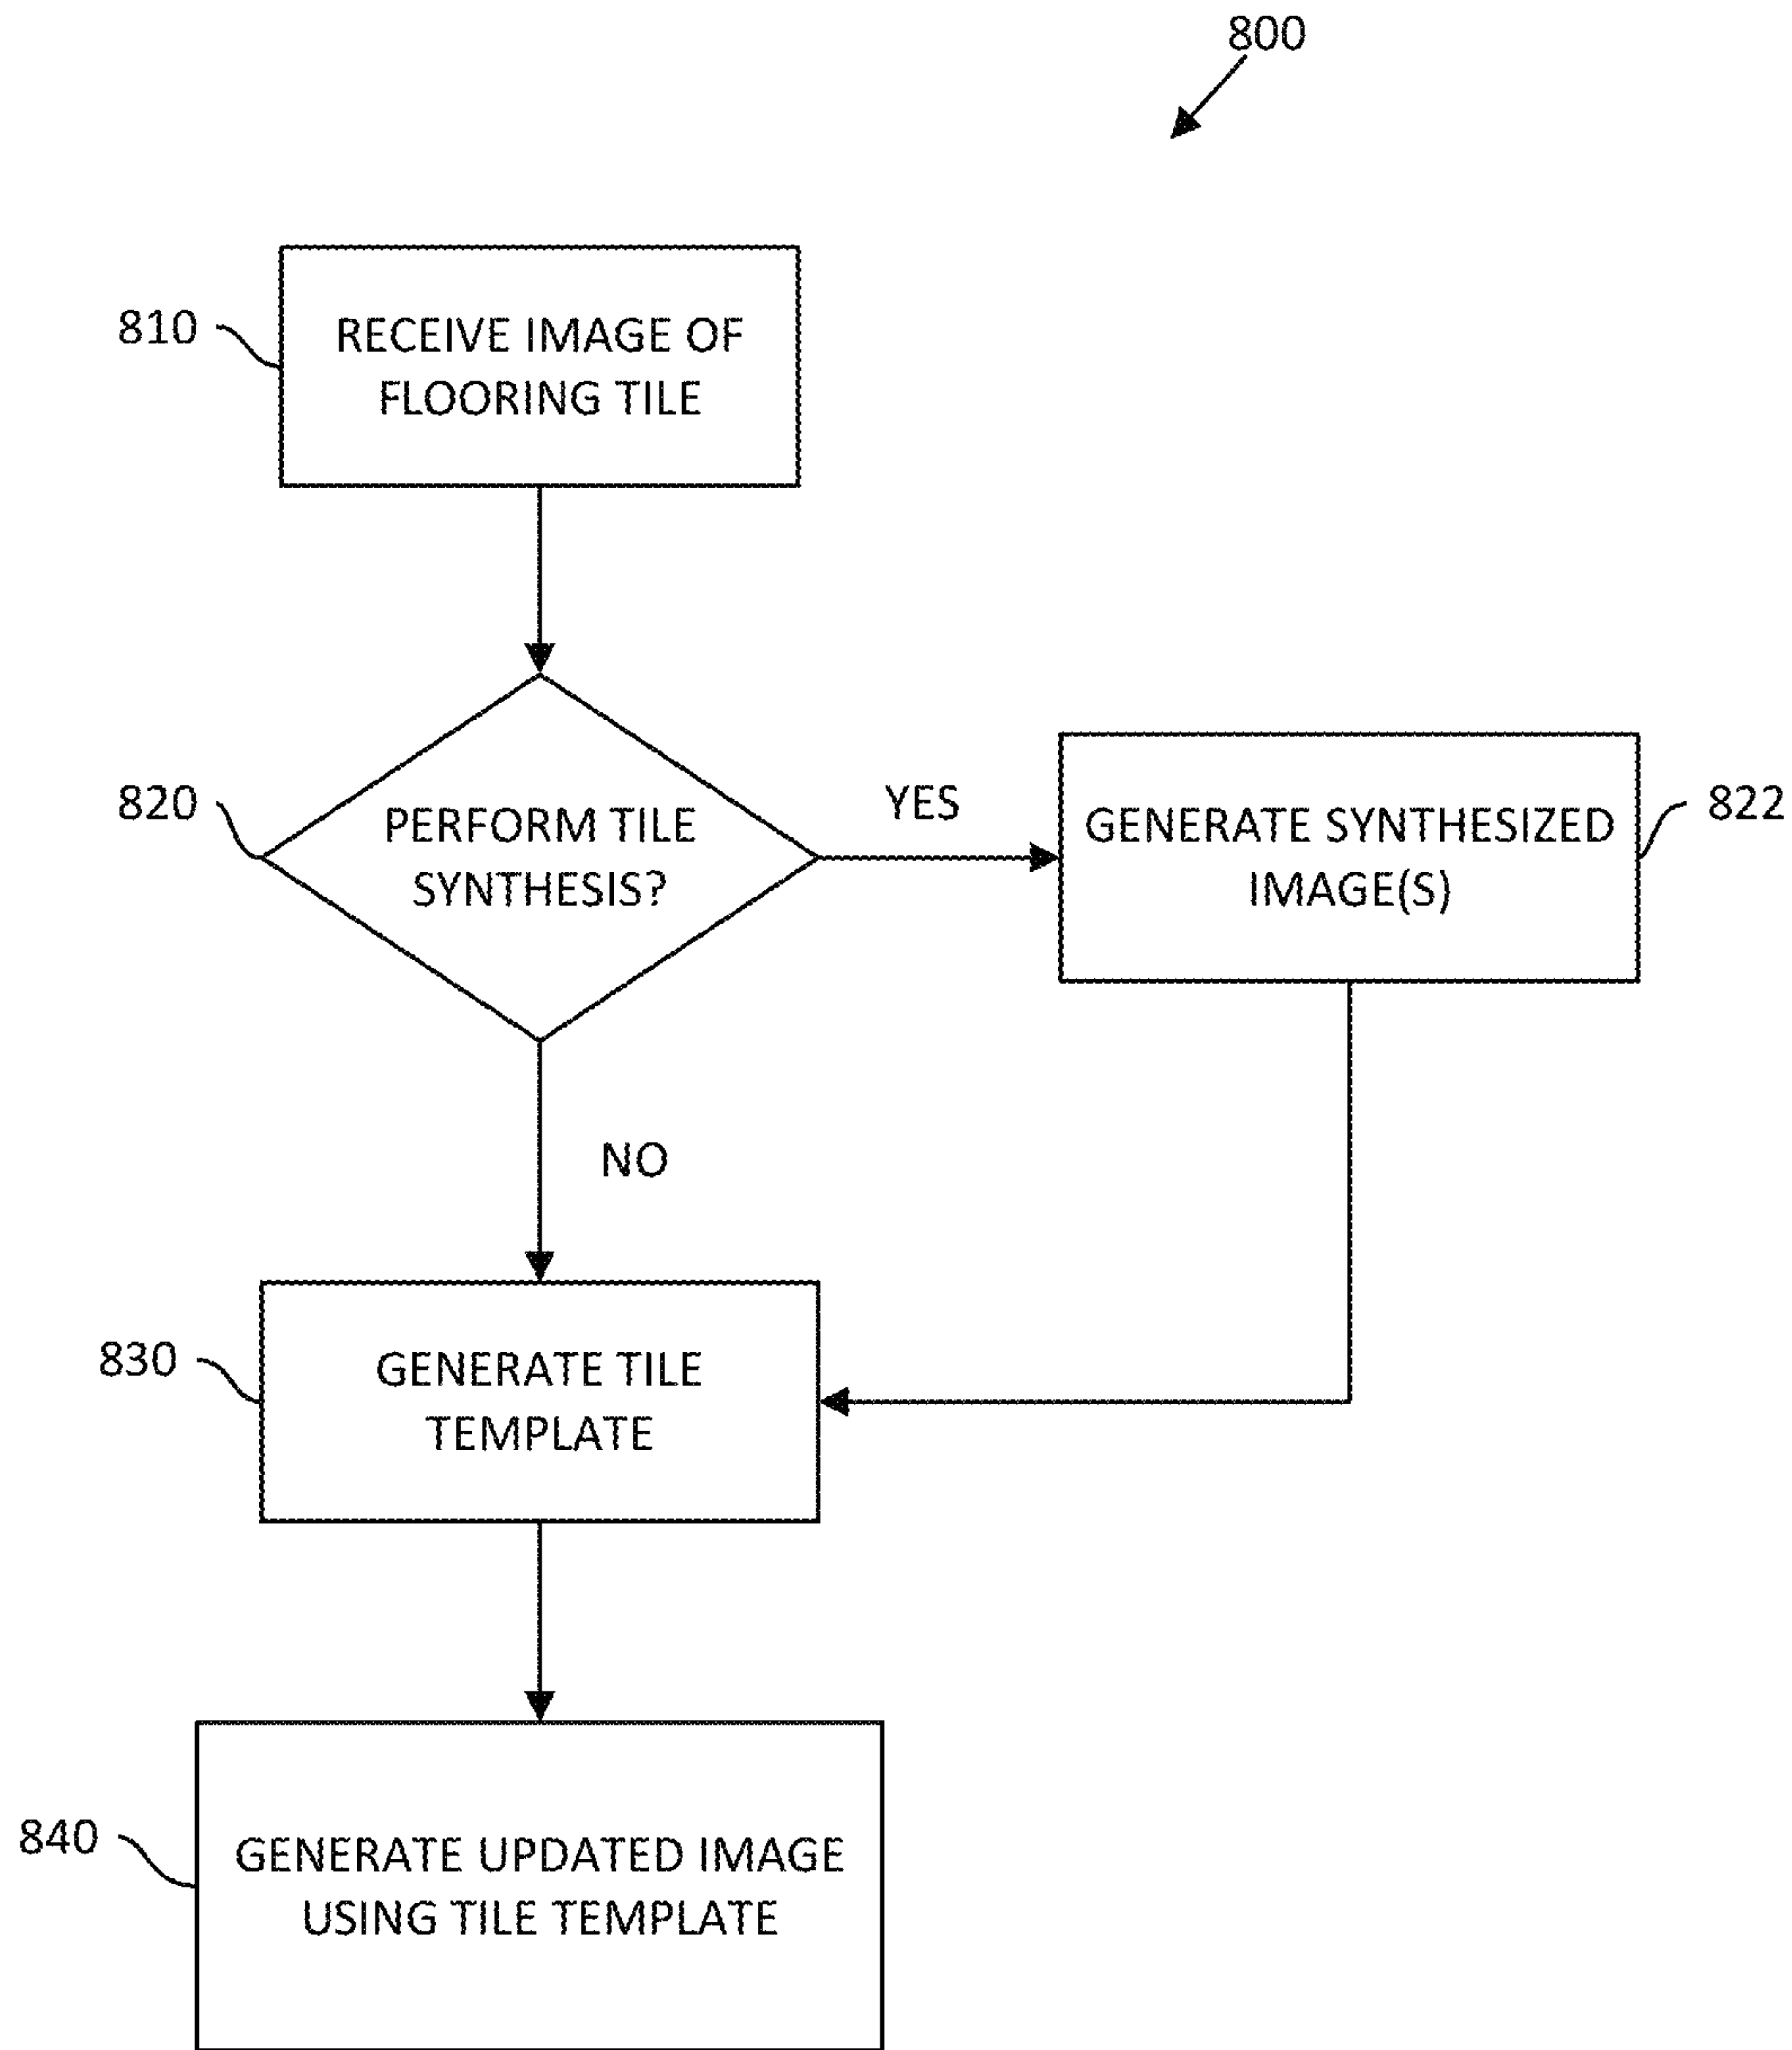 800
810
RECEIVE IMAGE OF
FLOORING TILE
820
PERFORM TILE
SYNTHESIS?
YES
GENERATE SYNTHESIZED
IMAGE(S)
822
NO
830
GENERATE TILE
TEMPLATE
840
GENERATE UPDATED IMAGE
USING TILE TEMPLATE